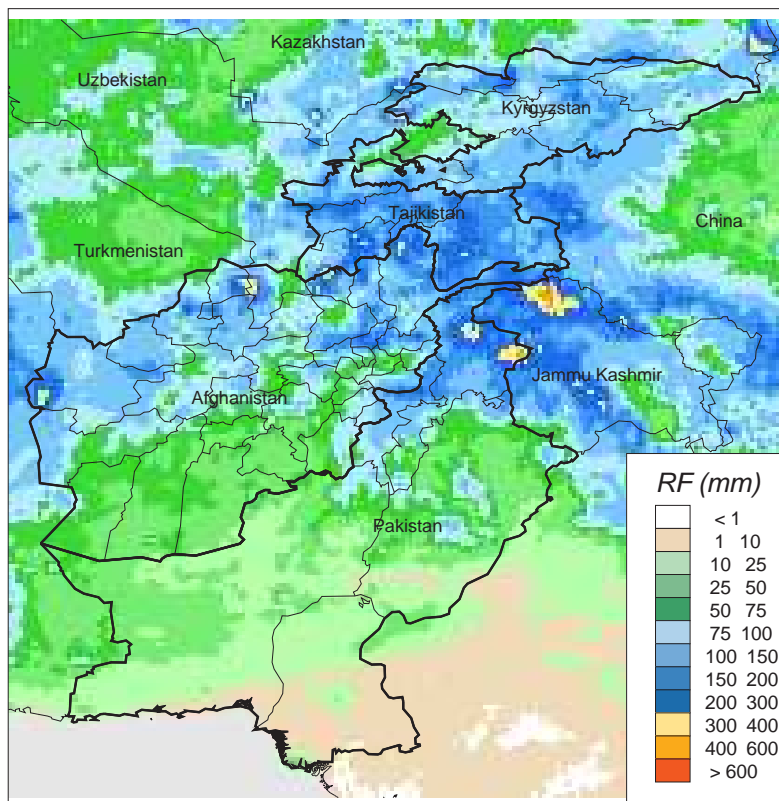 Kazakhstan
Uzbekistan
Kyrgyzstan
Tajikistan
China
Turkmenistan
Jammu Kashmir
Afghanistan
Pakistan
RF (mm)
< 1
1 10
10 25
25 50
50 75
75 100
100 150
150 200
200 300
300 400
400 600
> 600